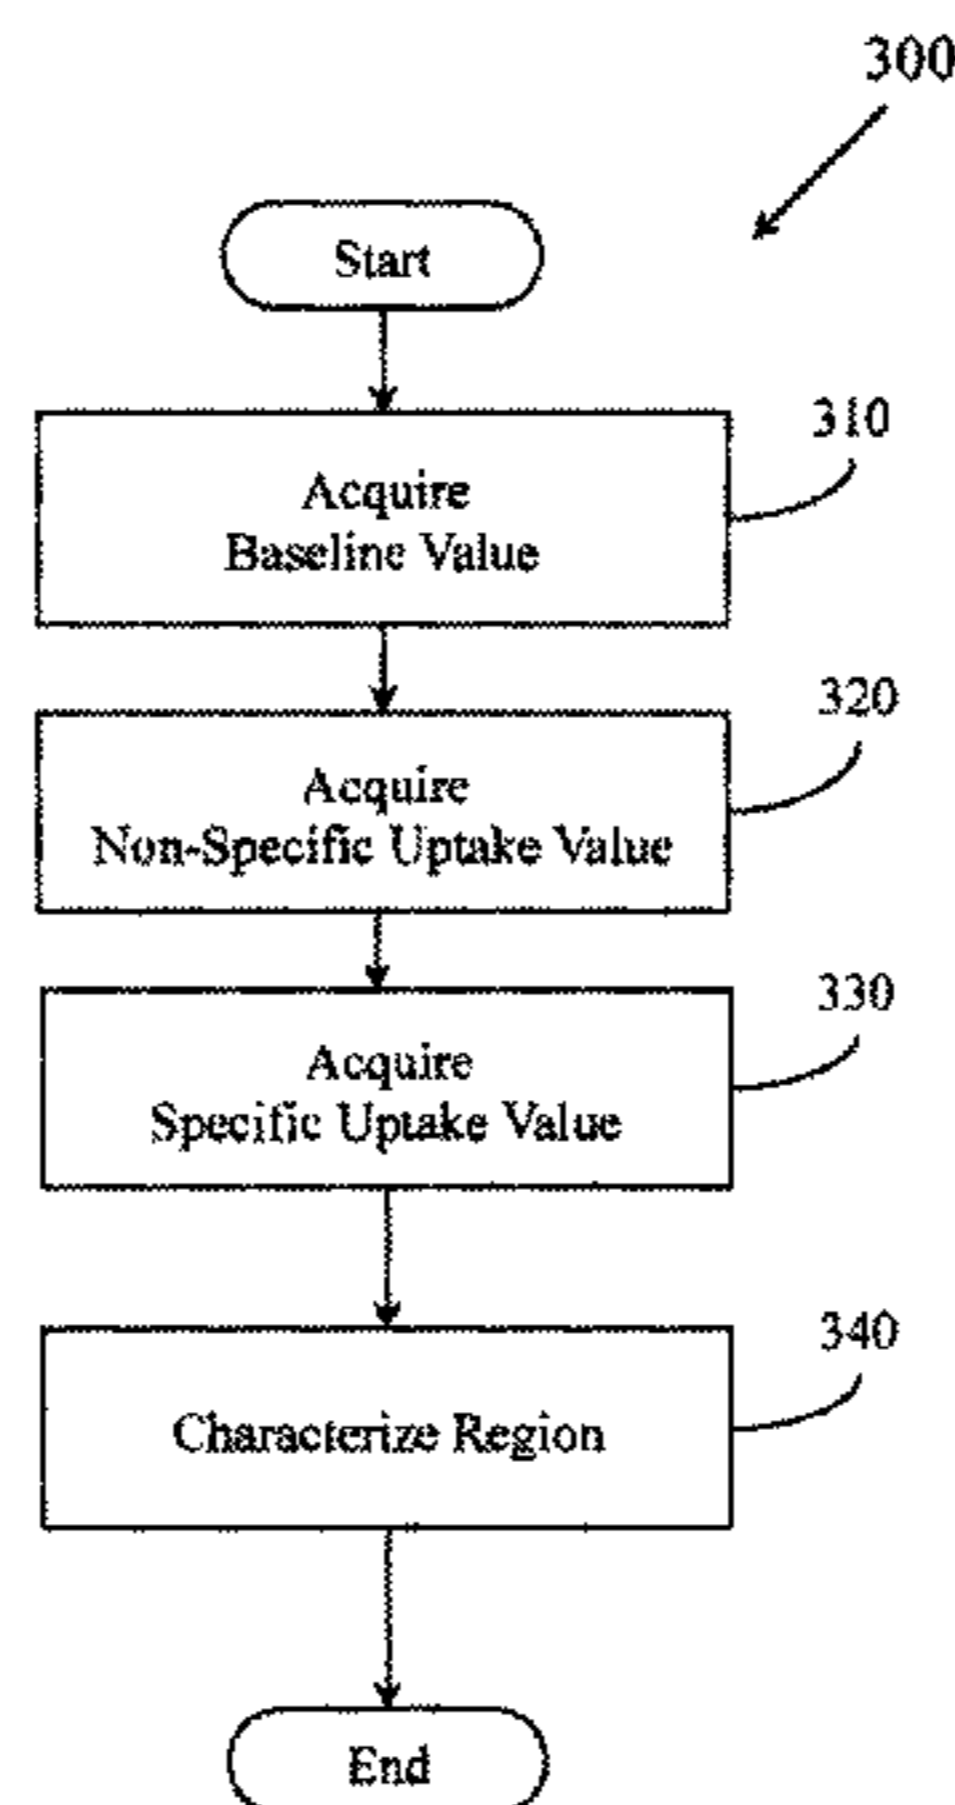 300
Start
310
Acquire
Baseline Value
320
Acquire
Non-Specific Uptake Value
330
Acquire
Specific Uptake Value
340
Characterize Region
End